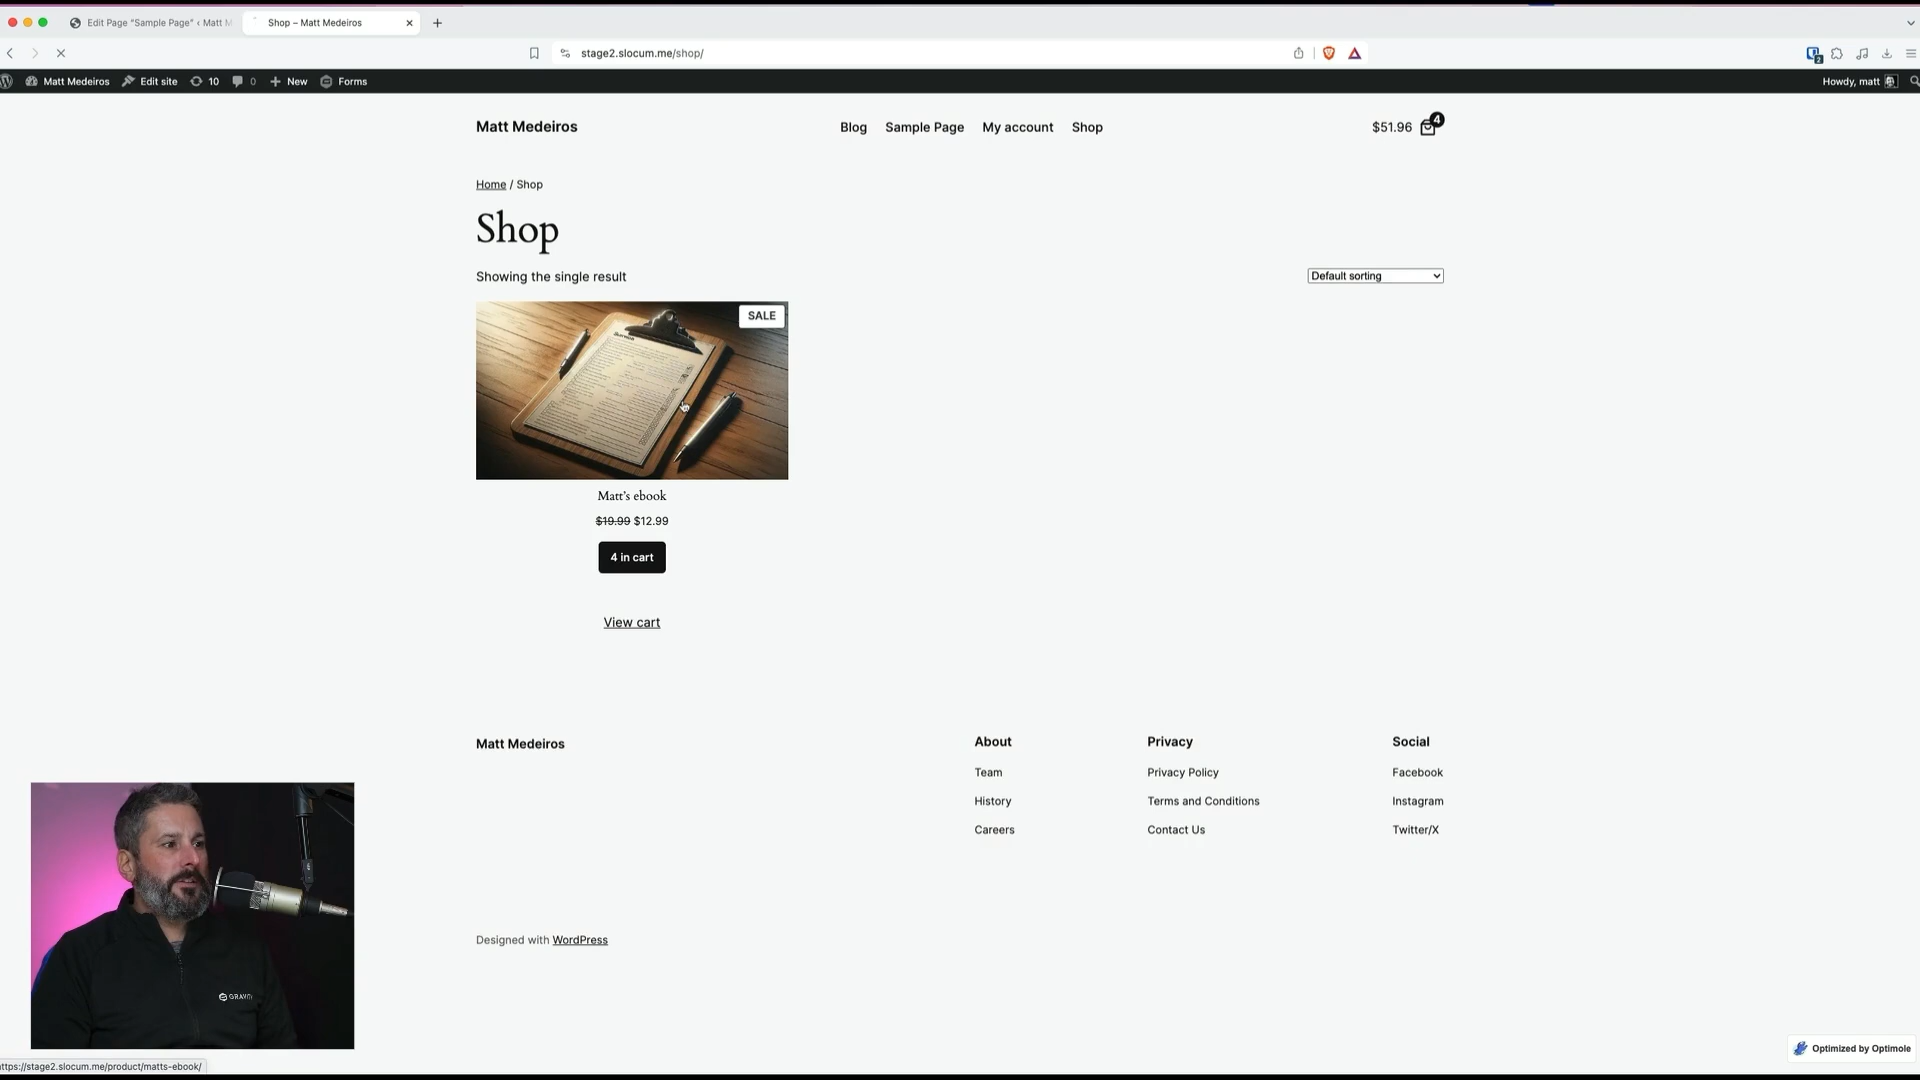 Edit Page "Sample Page" ‹ Matt M
Shop – Matt Medeiros
stage2.slocum.me/shop/
Matt Medeiros
Edit site
10
0
New
Forms
Howdy, matt
Matt Medeiros
Blog
Sample Page
My account
Shop
$51.96
4
Home / Shop
Shop
Showing the single result
Default sorting
SALE
Matt's ebook
$19.99 $12.99
4 in cart
View cart
Matt Medeiros
About
Team
History
Careers
Privacy
Privacy Policy
Terms and Conditions
Contact Us
Social
Facebook
Instagram
Twitter/X
Designed with WordPress
ttps://stage2.slocum.me/product/matts-ebook/
Optimized by Optimole